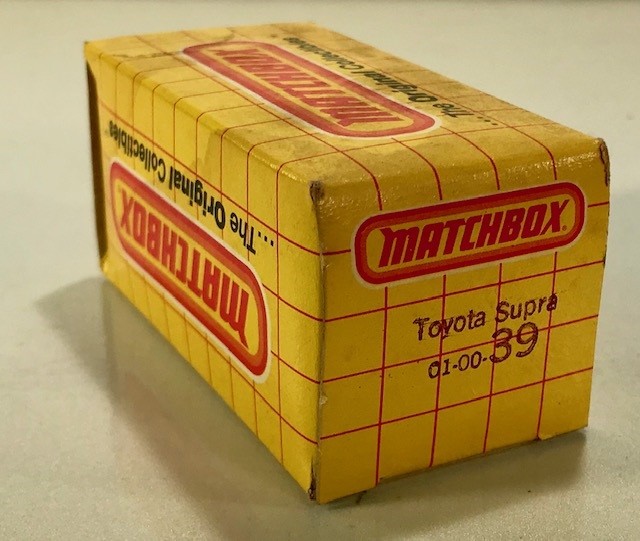 MATCHBOX
...The Original Collectibles
MATCHBOX
...The Original Collectibles
MATCHBOX®
Toyota Supra
01-00-39